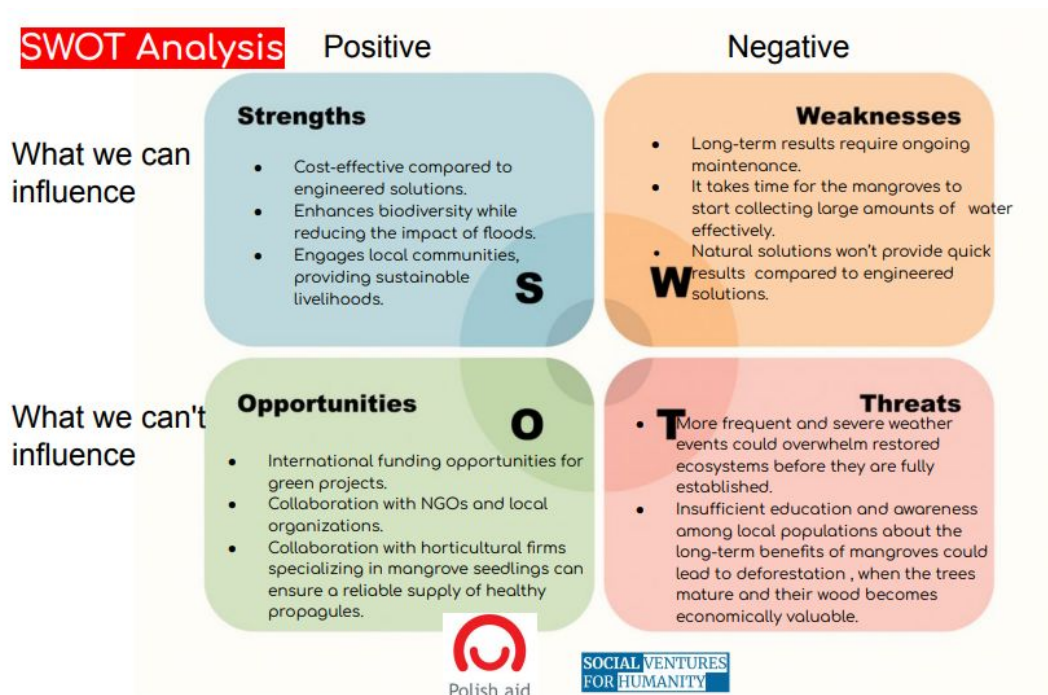 SWOT Analysis
Positive
Negative
What we can
influence
Strengths
• Cost-effective compared to
engineered solutions.
• Enhances biodiversity while
reducing the impact of floods.
• Engages local communities,
providing sustainable
livelihoods.
S
Weaknesses
• Long-term results require ongoing
maintenance.
• It takes time for the mangroves to
start collecting large amounts of water
effectively.
• Natural solutions won't provide quick
results compared to engineered
solutions.
W
What we can't
influence
Opportunities
O
• International funding opportunities for
green projects.
• Collaboration with NGOs and local
organizations.
• Collaboration with horticultural firms
specializing in mangrove seedlings can
ensure a reliable supply of healthy
propagules.
Threats
T
• More frequent and severe weather
events could overwhelm restored
ecosystems before they are fully
established.
• Insufficient education and awareness
among local populations about the
long-term benefits of mangroves could
lead to deforestation , when the trees
mature and their wood becomes
economically valuable.
Polish aid
SOCIAL VENTURES
FOR HUMANITY